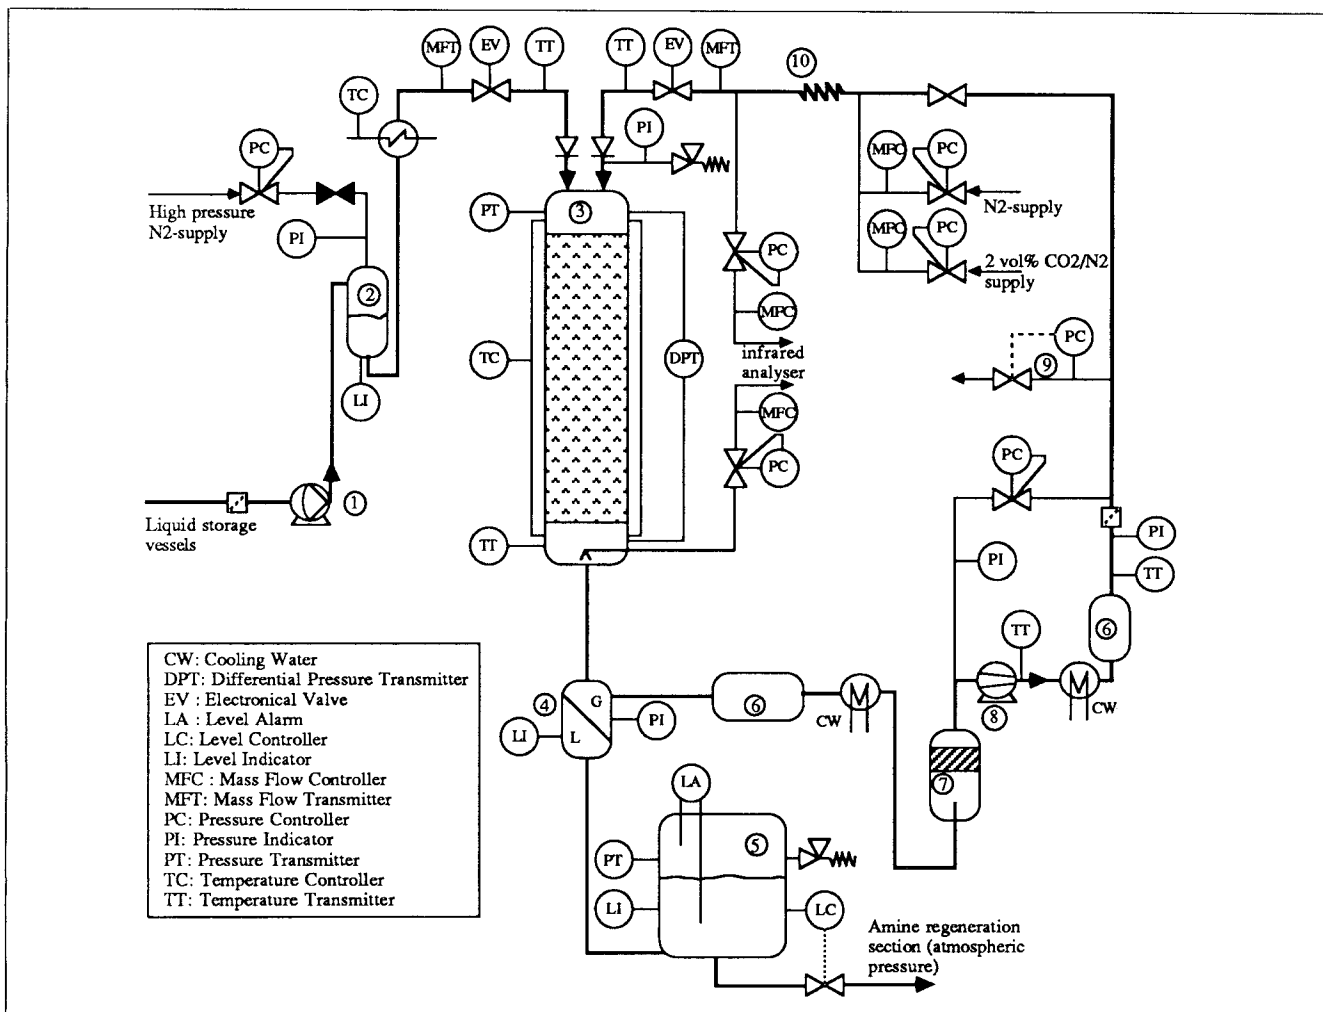 MFT
EV
TT
TT
EV
MFT
10
TC
PC
PI
MFC
PC
High pressure
N2-supply
PI
PT
3
N2-supply
MFC
PC
2 vol% CO2/N2
supply
2
PC
MFC
TC
DPT
infrared
analyser
PC
9
LI
MFC
PC
PC
1
Liquid storage
vessels
TT
PI
PI
TT
TT
6
CW: Cooling Water
DPT: Differential Pressure Transmitter
EV : Electronical Valve
LA : Level Alarm
LC: Level Controller
LI: Level Indicator
MFC : Mass Flow Controller
MFT: Mass Flow Transmitter
PC: Pressure Controller
PI: Pressure Indicator
PT: Pressure Transmitter
TC: Temperature Controller
TT: Temperature Transmitter
4
G
L
LI
PI
6
CW
8
CW
7
LA
5
PT
LI
LC
Amine regeneration
section (atmospheric
pressure)